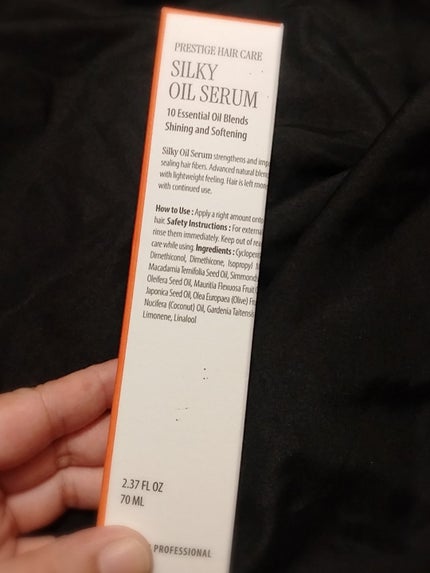 PRESTIGE HAIR CARE
SILKY
OIL SERUM
10 Essential Oil Blends
Shining and Softening
Silky Oil Serum strengthens and
sealing hair fibers. Advanced natural
with lightweight feeling. Hair is left more
with continued use.
How to Use : Apply a right amount
hair. Safety Instructions : For
rinse them immediately. Keep out of
care while using. Ingredients :
Dimethiconol, Dimethicone, Isopropyl
Macadamia Ternifolia Seed Oil,
Oleifera Seed Oil, Mauritia Flexuosa Fruit
Japonica Seed Oil, Olea Europaea (Olive)
Nucifera (Coconut) Oil, Gardenia
Limonene, Linalool
2.37 FL OZ
70 ML
PROFESSIONAL